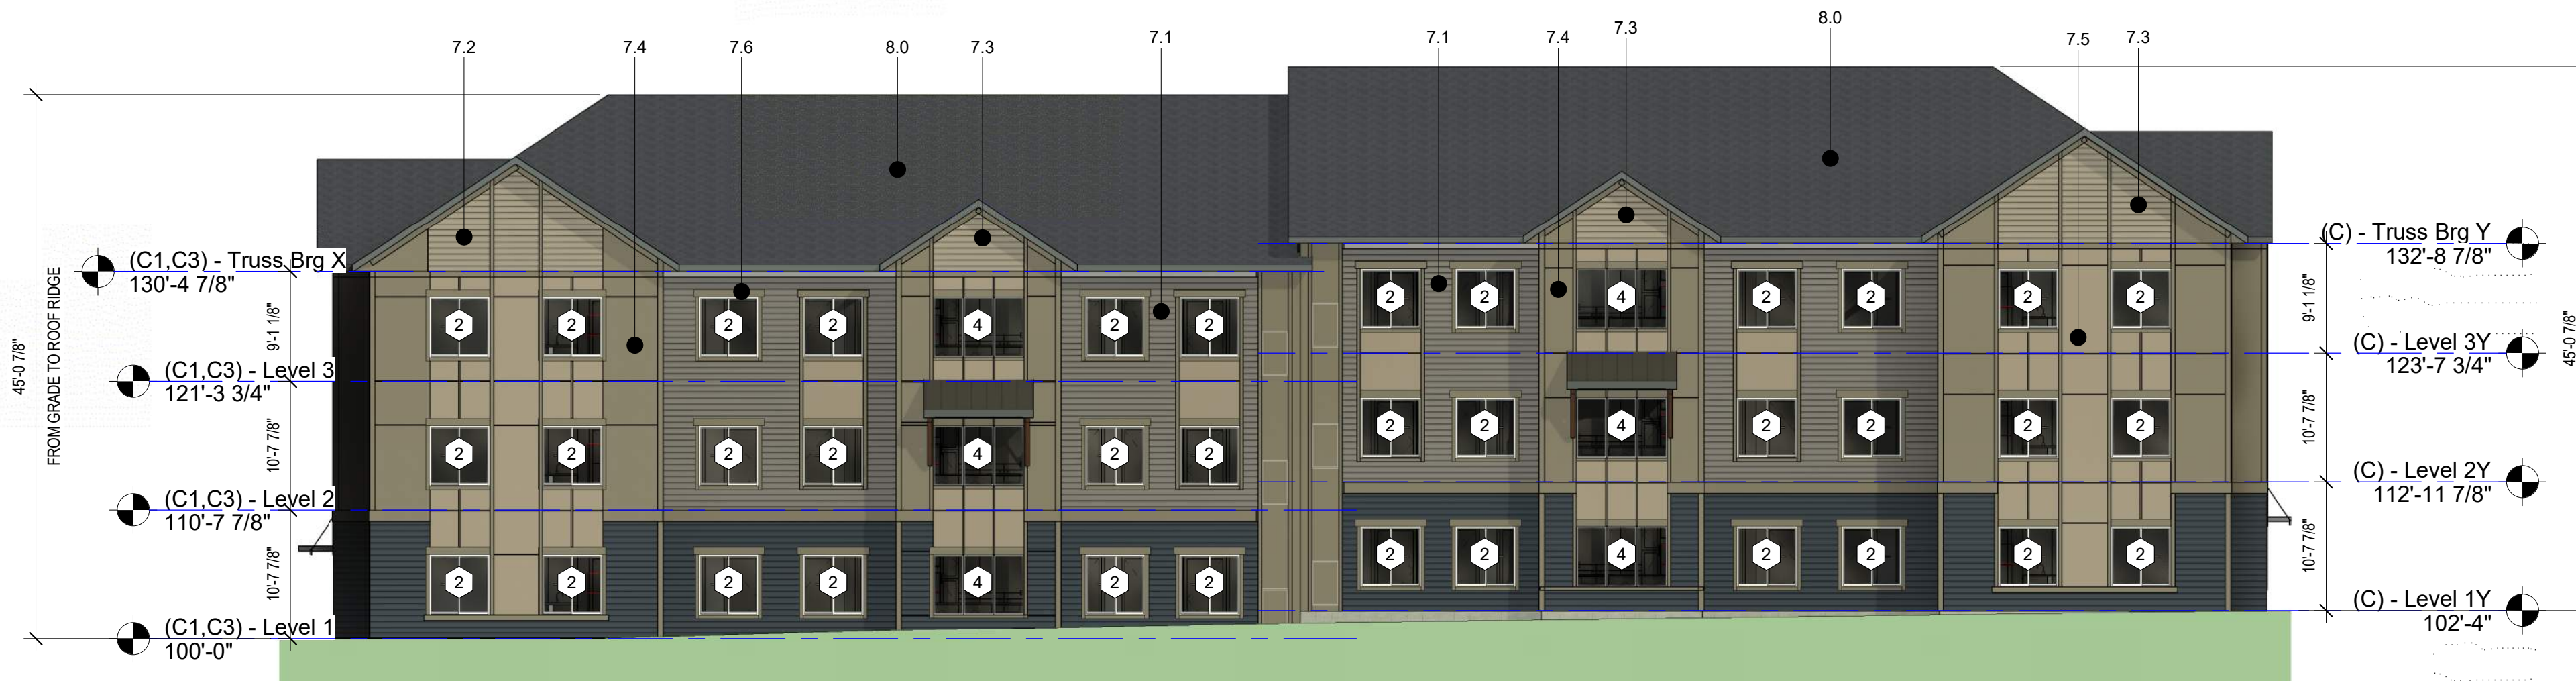 7.2
7.4
7.6
8.0
7.3
7.1
7.1
7.4
7.3
8.0
7.5
7.3
45'-0 7/8"
FROM GRADE TO ROOF RIDGE
(C1,C3) - Truss Brg X
130'-4 7/8"
9'-1 1/8"
(C1,C3) - Level 3
121'-3 3/4"
10'-7 7/8"
(C1,C3) - Level 2
110'-7 7/8"
10'-7 7/8"
(C1,C3) - Level 1
100'-0"
2 2 2 2 4 2 2
2 2 2 2 4 2 2
2 2 2 2 4 2 2
2 2 4 2 2 2 2
2 2 4 2 2 2 2
2 2 4 2 2 2 2
(C) - Truss Brg Y
132'-8 7/8"
9'-1 1/8"
(C) - Level 3Y
123'-7 3/4"
10'-7 7/8"
(C) - Level 2Y
112'-11 7/8"
10'-7 7/8"
(C) - Level 1Y
102'-4"
45'-0 7/8"